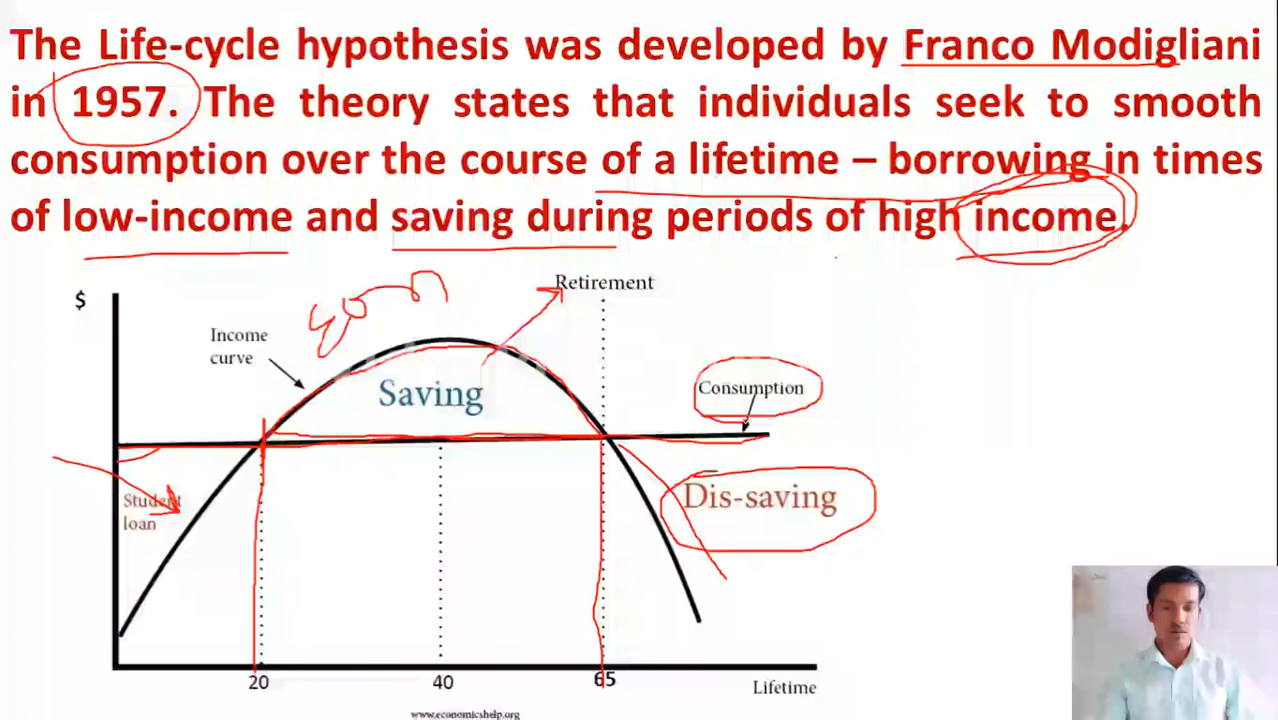 The Life-cycle hypothesis was developed by Franco Modigliani
in 1957. The theory states that individuals seek to smooth
consumption over the course of a lifetime – borrowing in times
of low-income and saving during periods of high income.
$
Retirement
Income
curve
Saving
Consumption
Student
loan
Dis-saving
20
40
65
Lifetime
www.economicshelp.org